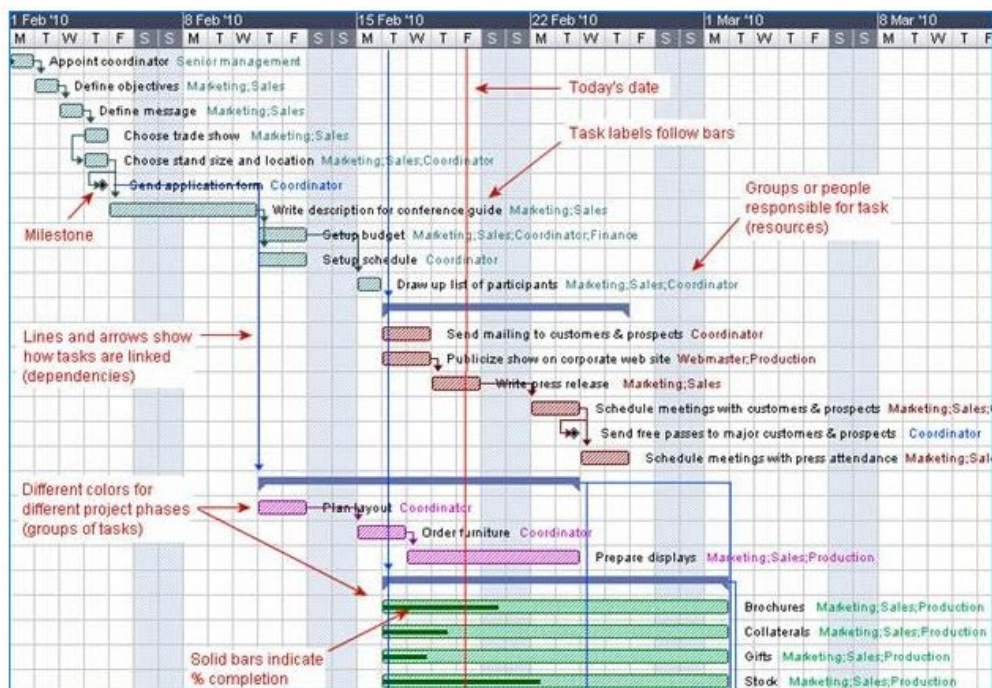 1 Feb '10 8 Feb '10 15 Feb '10 22 Feb '10 1 Mar '10 8 Mar '10
M T W T F S S M T W T F S S M T W T F S S M T W T F S S M T W T F S S M T W T F
Appoint coordinator Senior management
Define objectives Marketing;Sales
Today's date
Define message Marketing;Sales
Choose trade show Marketing;Sales
Task labels follow bars
Choose stand size and location Marketing;Sales;Coordinator
Send application form Coordinator
Groups or people
responsible for task
(resources)
Write description for conference guide Marketing;Sales
Milestone
Setup budget Marketing;Sales;Coordinator;Finance
Setup schedule Coordinator
Draw up list of participants Marketing;Sales;Coordinator
Lines and arrows show
how tasks are linked
(dependencies)
Send mailing to customers & prospects Coordinator
Publicize show on corporate web site Webmaster;Production
Write press release Marketing;Sales
Schedule meetings with customers & prospects Marketing;Sales;
Send free passes to major customers & prospects Coordinator
Schedule meetings with press attendance Marketing;Sal
Different colors for
different project phases
(groups of tasks)
Plan layout Coordinator
Order furniture Coordinator
Prepare displays Marketing;Sales;Production
Brochures Marketing;Sales;Production
Collaterals Marketing;Sales;Production
Gifts Marketing;Sales;Production
Solid bars indicate
% completion
Stock Marketing;Sales;Production